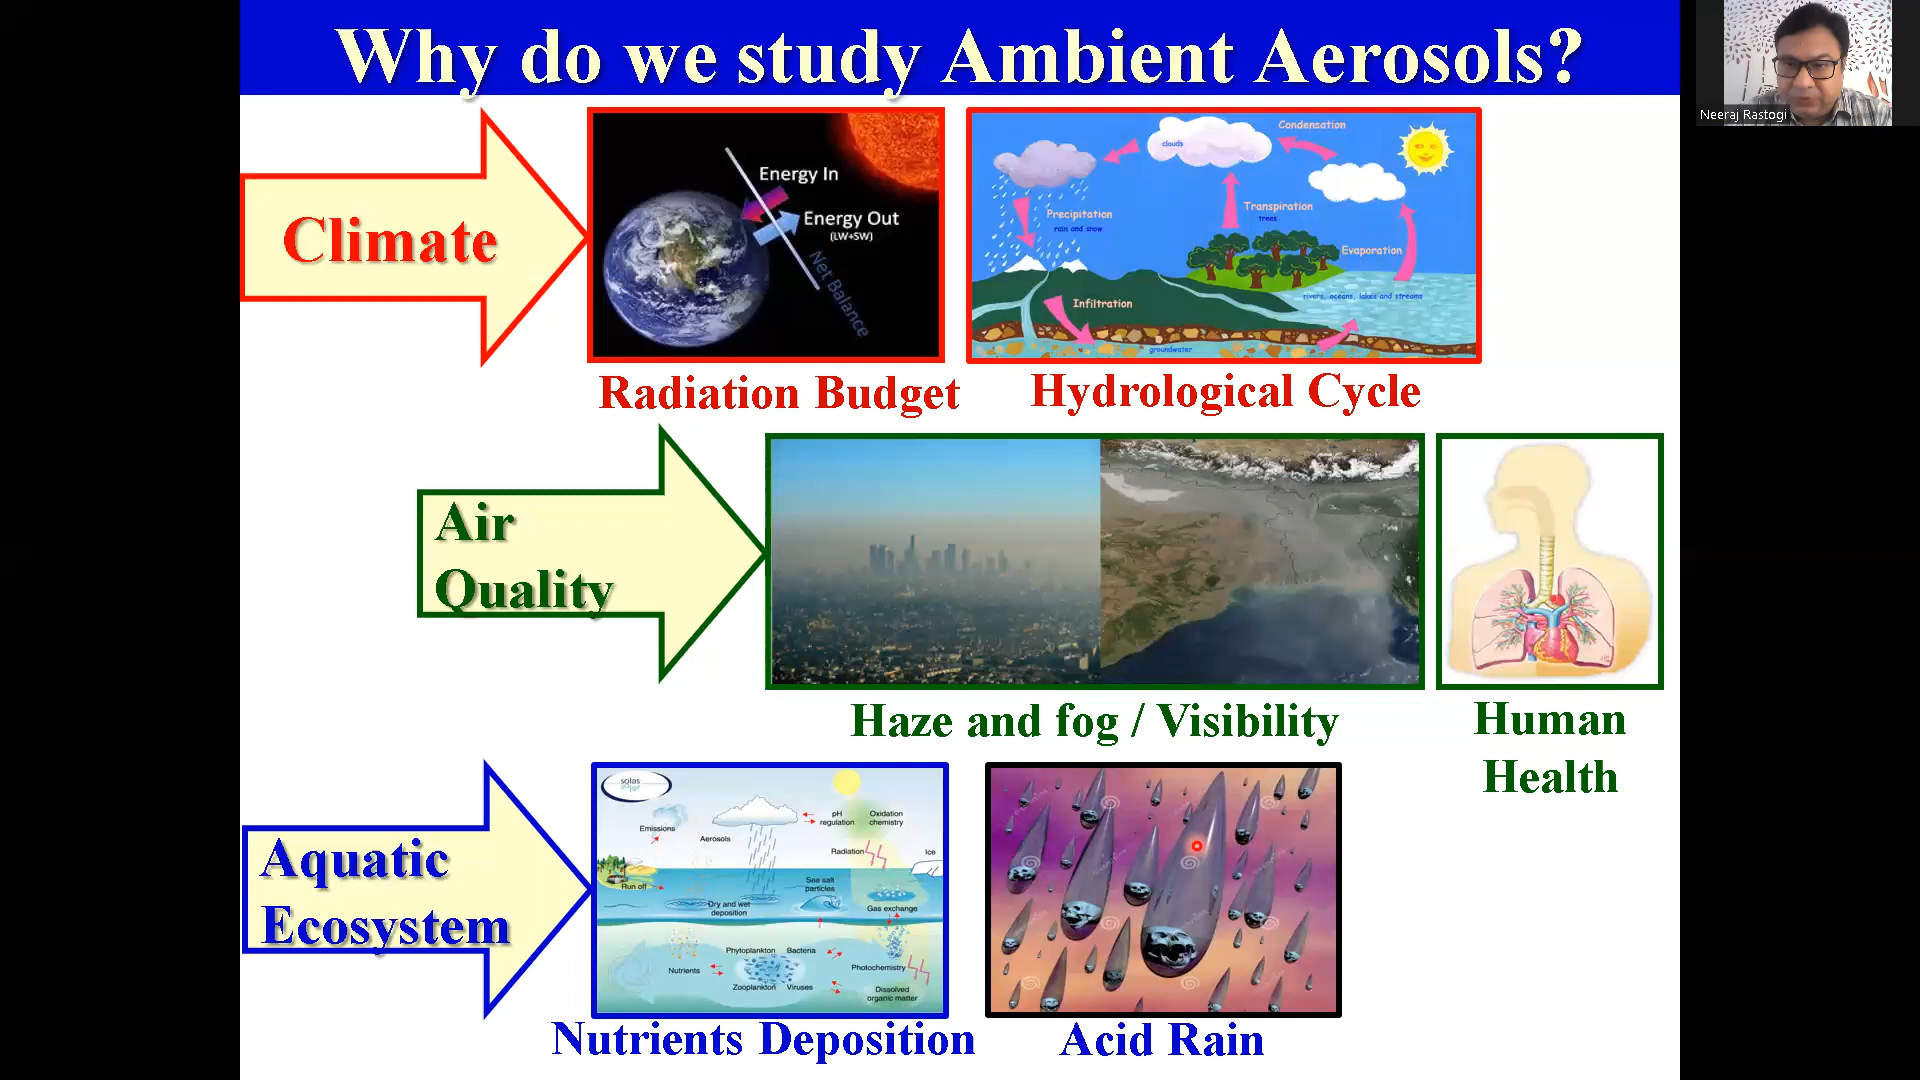 Why do we study Ambient Aerosols?
Neeraj Rastogi
Climate
Energy In
Energy Out
(LW+SW)
Net Balance
Radiation Budget
Condensation
clouds
Precipitation
rain and snow
Transpiration
trees
Evaporation
rivers, oceans, lakes and streams
Infiltration
groundwater
Hydrological Cycle
Air
Quality
Haze and fog / Visibility
Human
Health
Aquatic
Ecosystem
solas
Emissions
Aerosols
pH
regulation
Oxidation
chemistry
Radiation
Ice
Run off
Sea salt
particles
Dry and wet
deposition
Gas exchange
Phytoplankton
Bacteria
Nutrients
Photochemistry
Zooplankton
Viruses
Dissolved
organic matter
Nutrients Deposition
Acid Rain